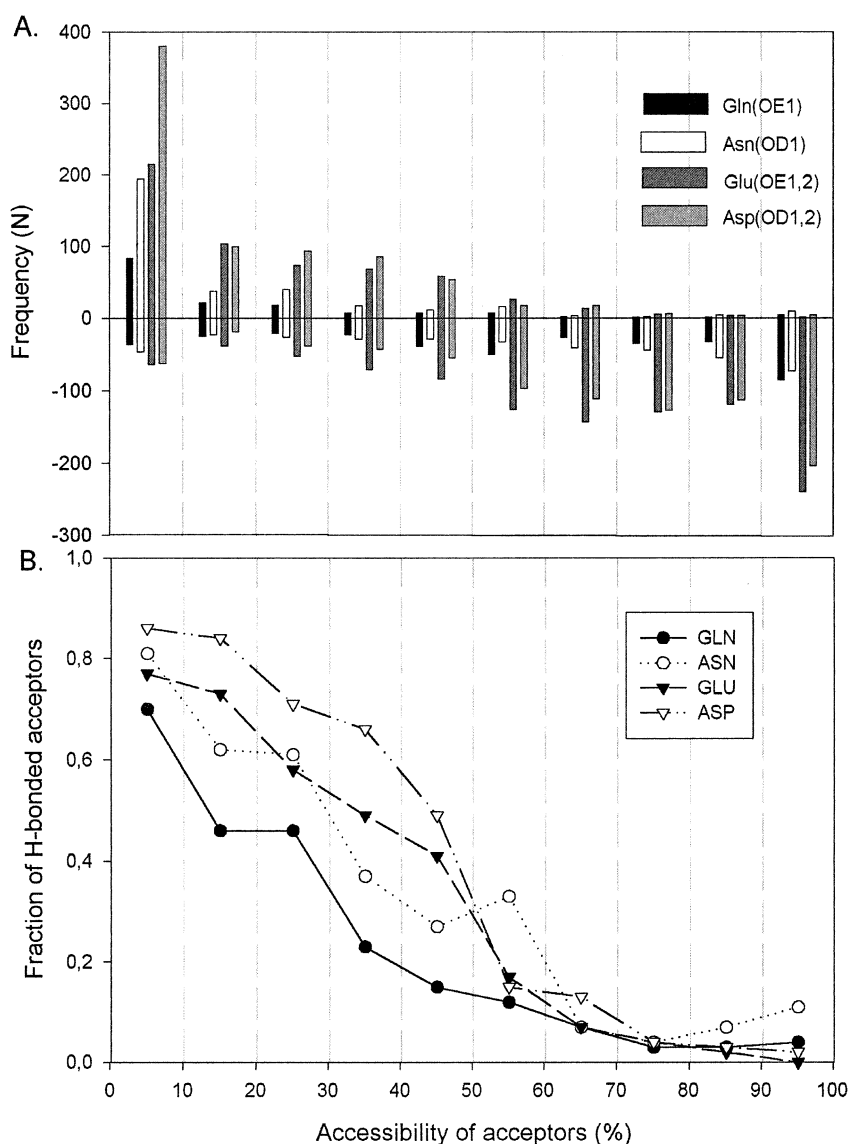 A.
400
300
200
100
0
-100
-200
-300
Frequency (N)
Gln(OE1)
Asn(OD1)
Glu(OE1,2)
Asp(OD1,2)
B.
1,0
0,8
0,6
0,4
0,2
0,0
Fraction of H-bonded acceptors
GLN
ASN
GLU
ASP
0 10 20 30 40 50 60 70 80 90 100
Accessibility of acceptors (%)